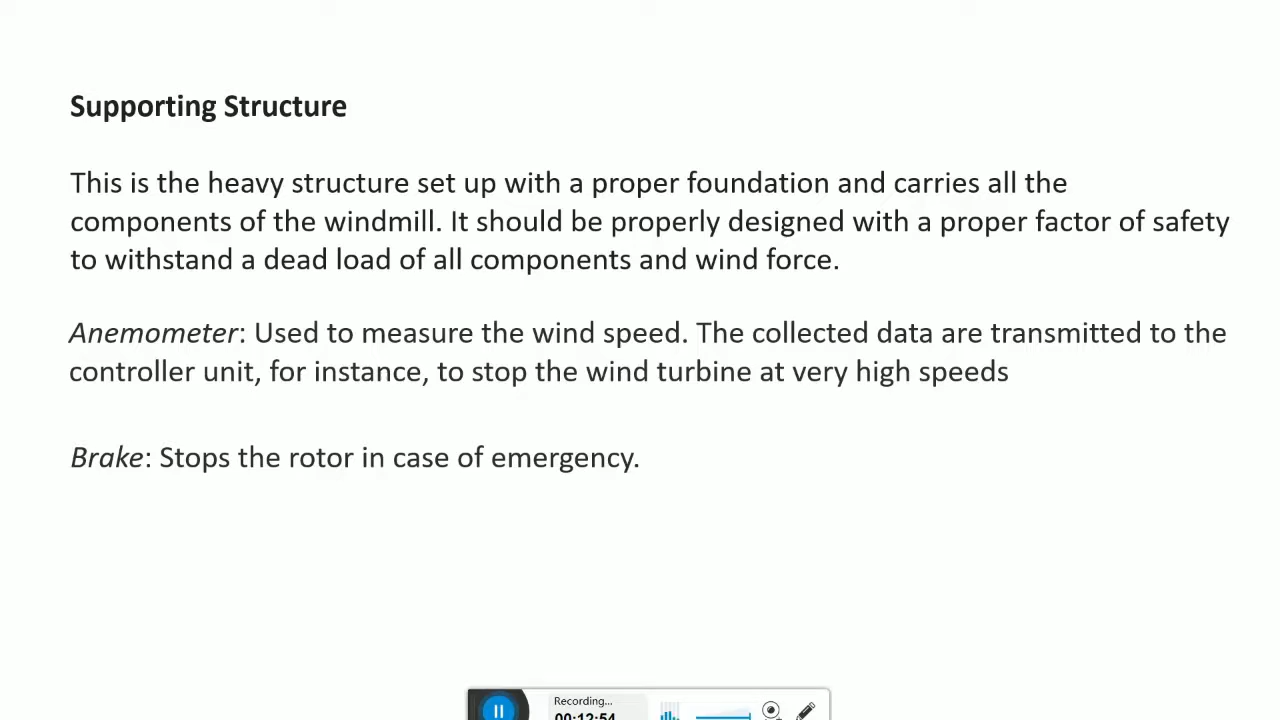 Supporting Structure
This is the heavy structure set up with a proper foundation and carries all the
components of the windmill. It should be properly designed with a proper factor of safety
to withstand a dead load of all components and wind force.
Anemometer: Used to measure the wind speed. The collected data are transmitted to the
controller unit, for instance, to stop the wind turbine at very high speeds
Brake: Stops the rotor in case of emergency.
Recording...
00:12:54